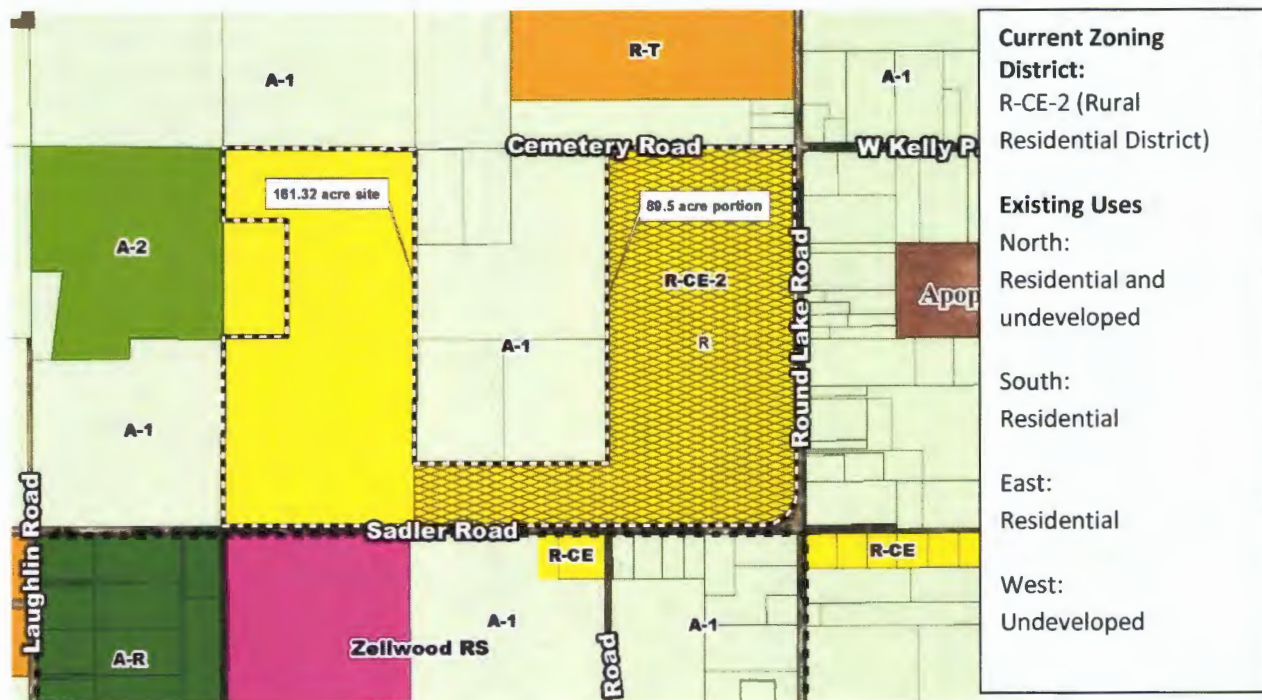 R-T
A-1
A-1
Cemetery Road
W Kelly P
161.32 acre site
89.5 acre portion
A-2
R-CE-2
Apop
R
A-1
Round Lake Road
A-1
Laughlin Road
Sadler Road
R-CE
R-CE
A-1
A-1
Road
Zellwood RS
A-R
Current Zoning
District:
R-CE-2 (Rural
Residential District)
Existing Uses
North:
Residential and
undeveloped
South:
Residential
East:
Residential
West:
Undeveloped